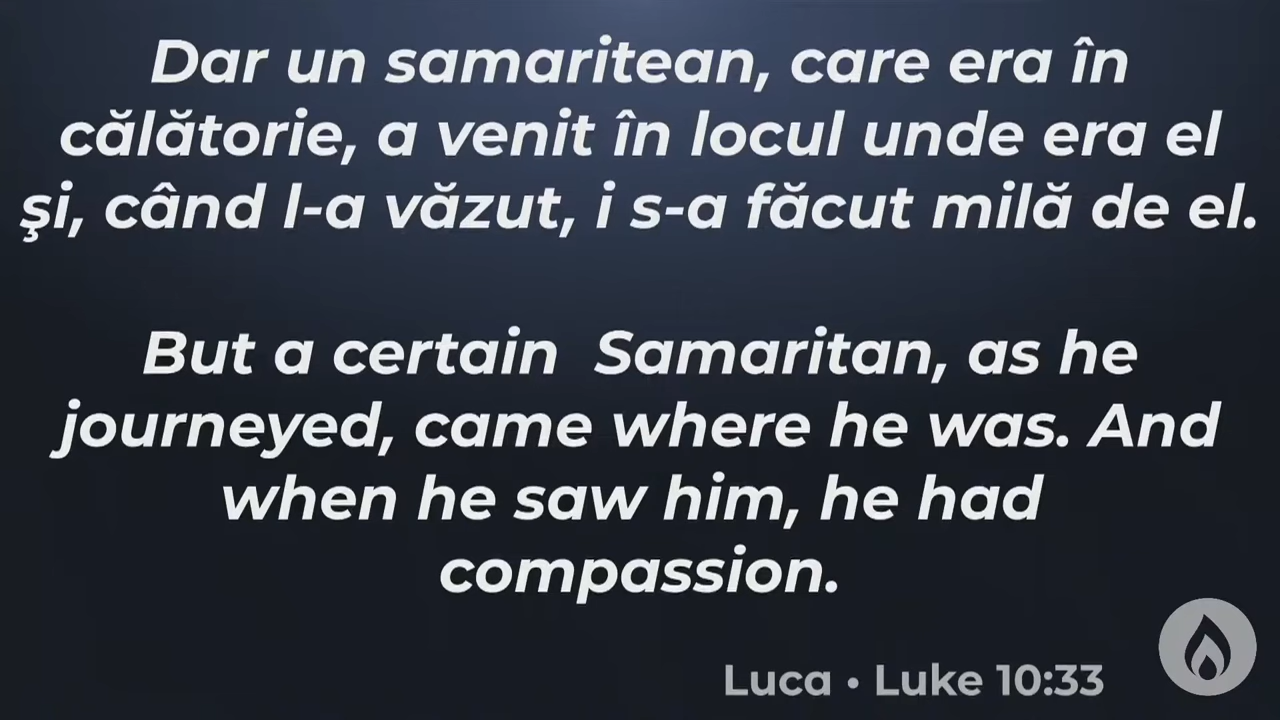 Dar un samaritean, care era în
călătorie, a venit în locul unde era el
şi, când l-a văzut, i s-a făcut milă de el.
But a certain  Samaritan, as he
journeyed, came where he was. And
when he saw him, he had
compassion.
Luca • Luke 10:33